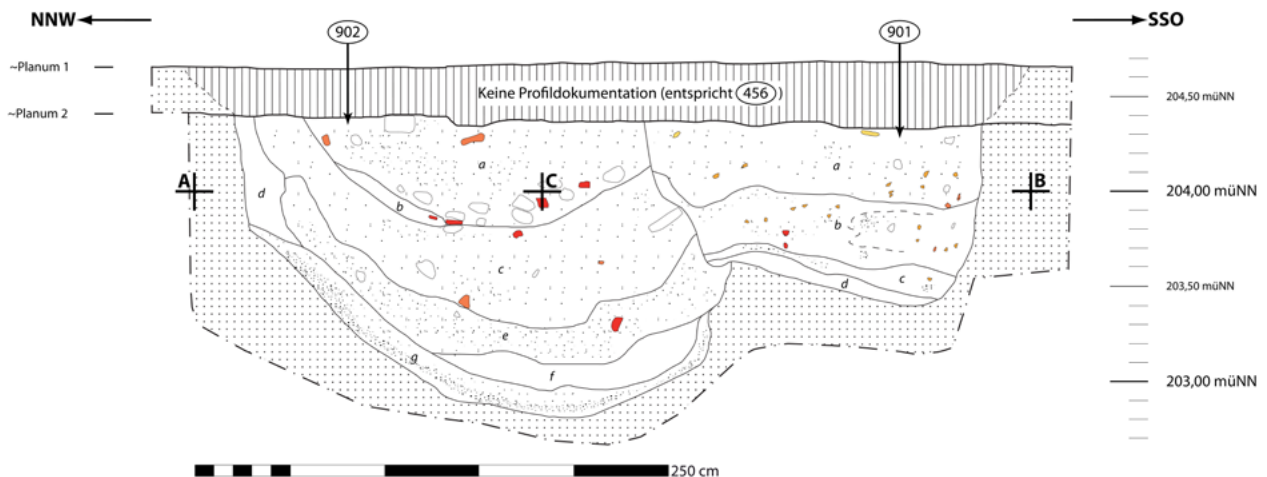 NNW
SSO
902
901
~Planum 1
Keine Profildokumentation (entspricht 456)
204,50 müNN
~Planum 2
a
a
A
C
B
204,00 müNN
d
b
b
c
c
d
203,50 müNN
e
g
f
203,00 müNN
250 cm